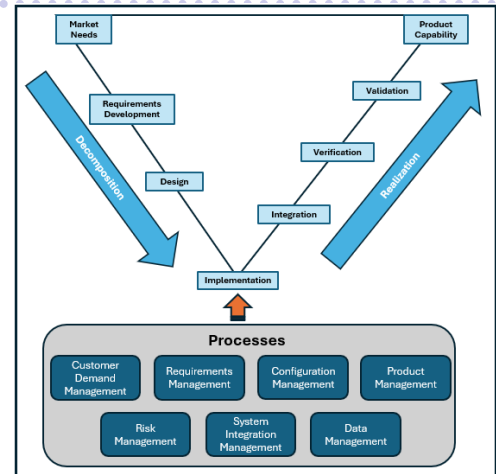 Market
Needs
Product
Capability
Validation
Requirements
Development
Decomposition
Verification
Realization
Design
Integration
Implementation
Processes
Customer
Demand
Management
Requirements
Management
Configuration
Management
Product
Management
Risk
Management
System
Integration
Management
Data
Management